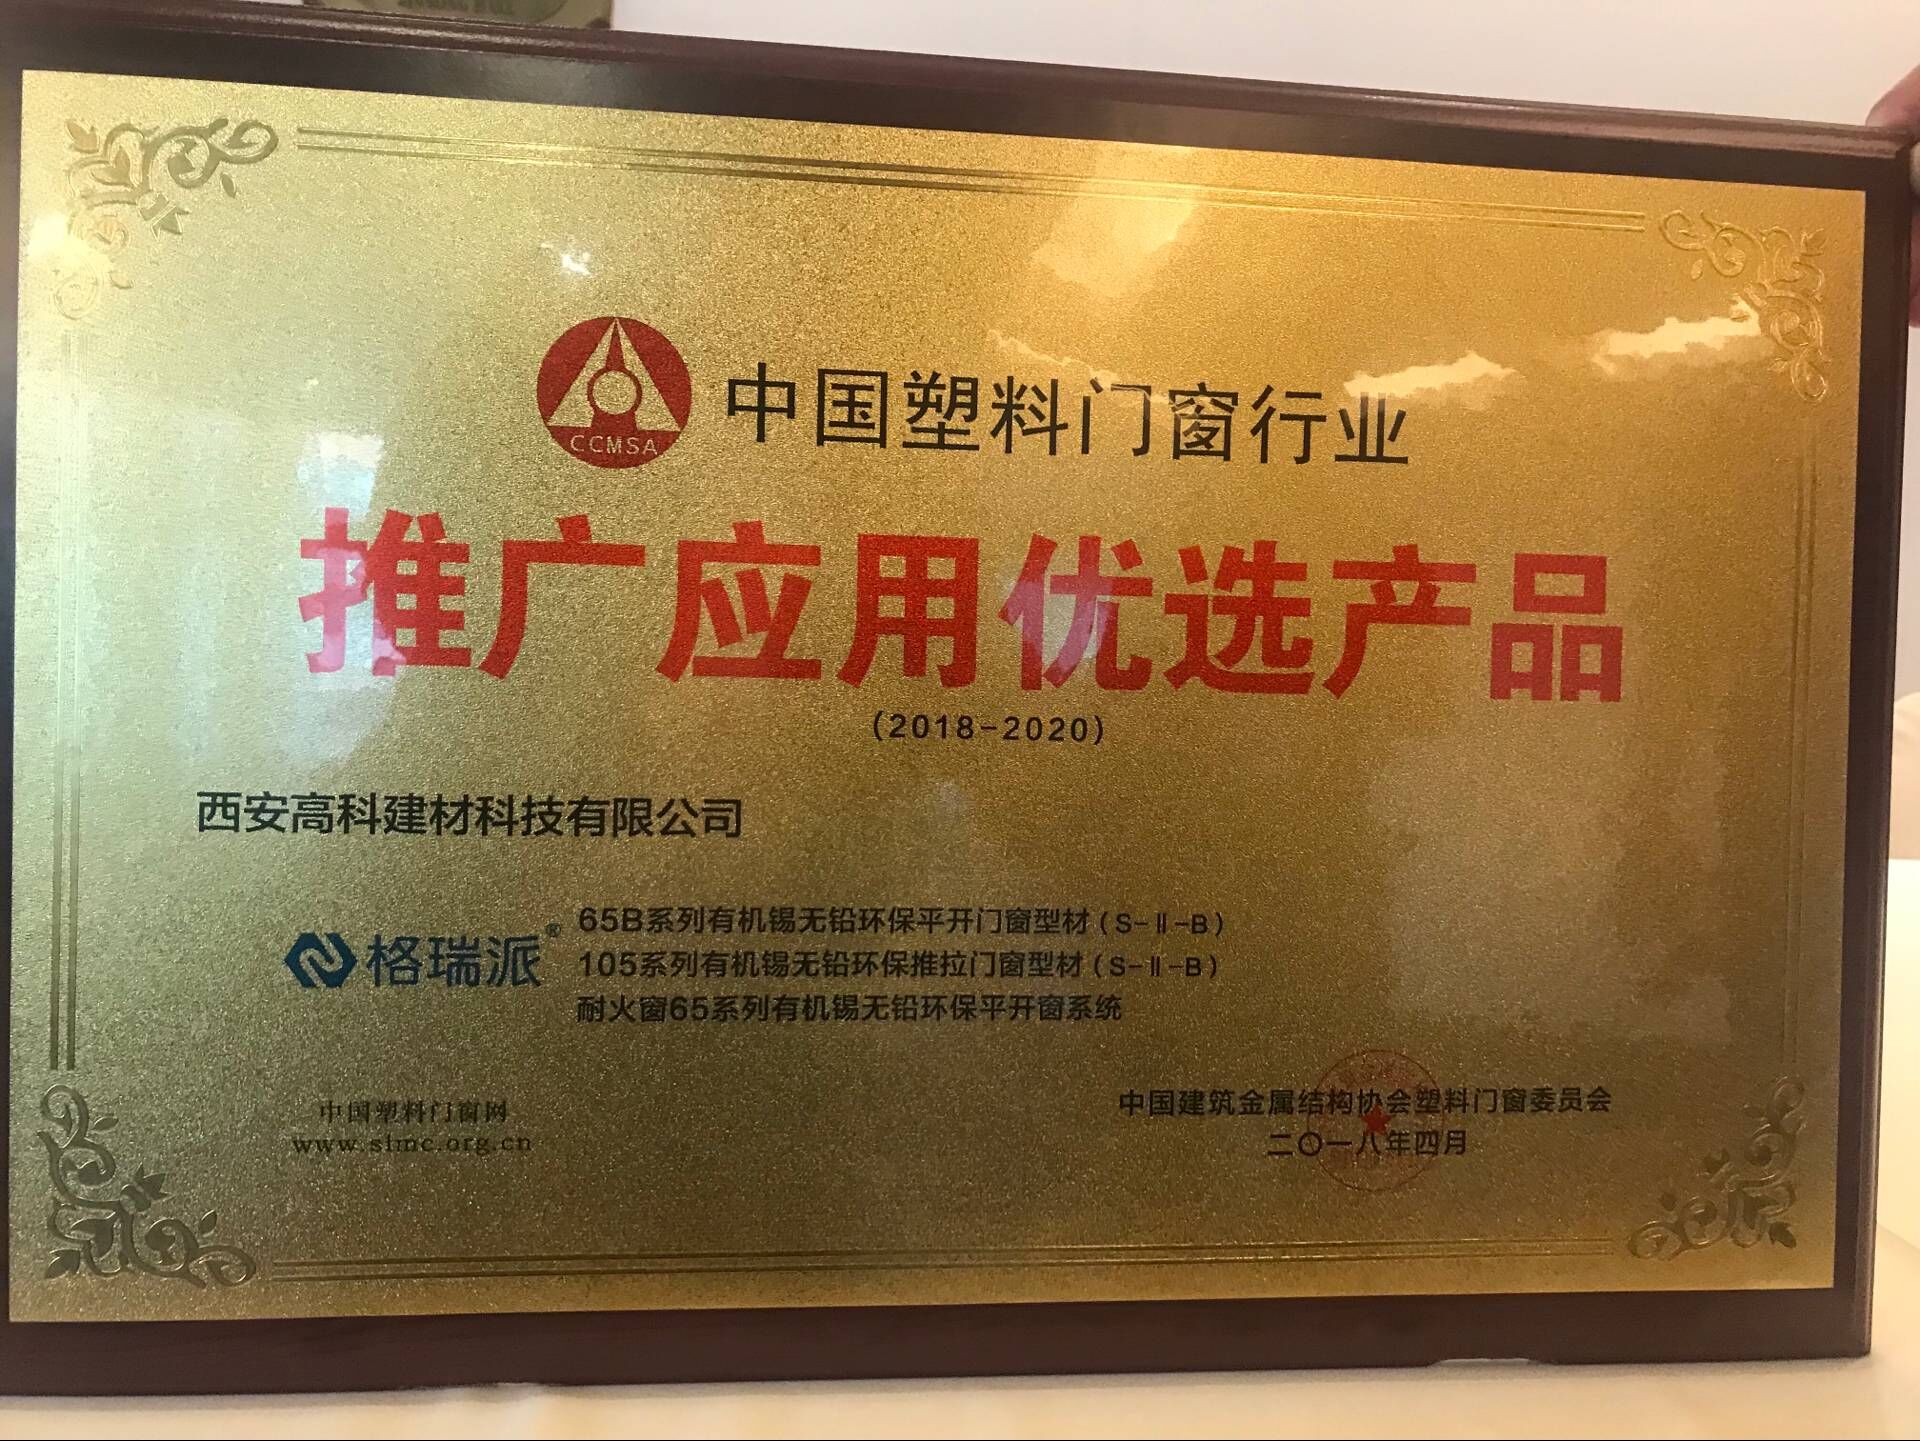 CCMSA
中国塑料门窗行业
推广应用优选产品
(2018-2020)
西安高科建材科技有限公司
格瑞派®
65B系列有机锡无铅环保平开门窗型材(S-Ⅱ-B)
105系列有机锡无铅环保推拉门窗型材(S-Ⅱ-B)
耐火窗65系列有机锡无铅环保平开窗系统
中国塑料门窗网
www.slmc.org.cn
中国建筑金属结构协会塑料门窗委员会
二〇一八年四月